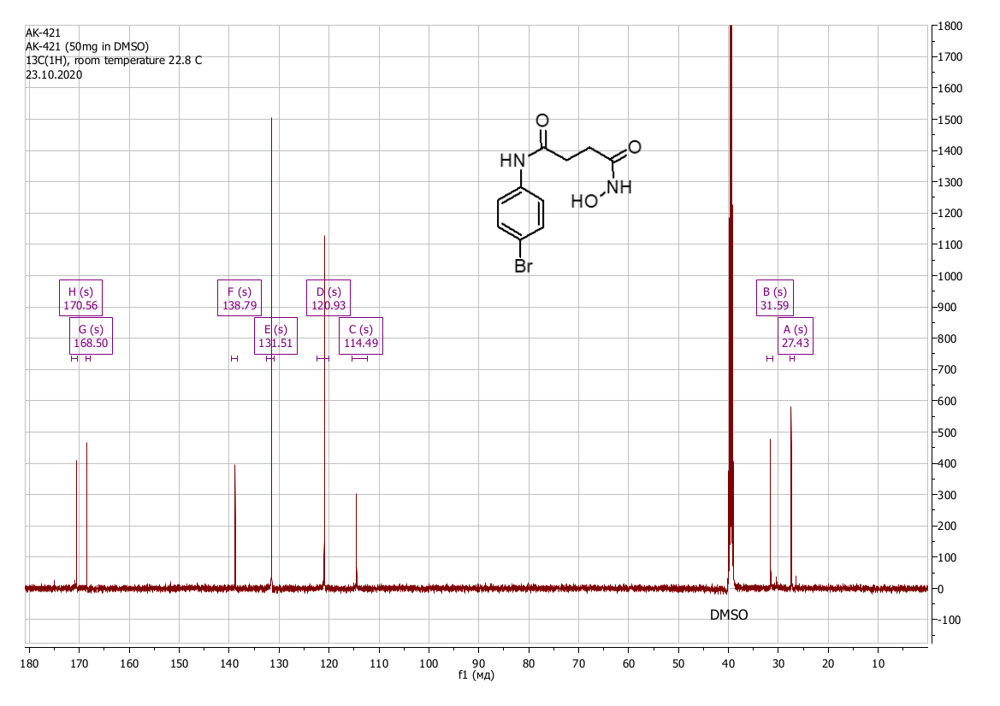 AK-421
AK-421 (50mg in DMSO)
13C(1H), room temperature 22.8 C
23.10.2020
O
O
HN
NH
HO
Br
H (s)
170.56
F (s)
138.79
D (s)
120.93
B (s)
31.59
G (s)
168.50
E (s)
131.51
C (s)
114.49
A (s)
27.43
1800
1700
1600
1500
1400
1300
1200
1100
1000
900
800
700
600
500
400
300
200
100
0
-100
DMSO
180 170 160 150 140 130 120 110 100 90 80 70 60 50 40 30 20 10
f1 (мд)